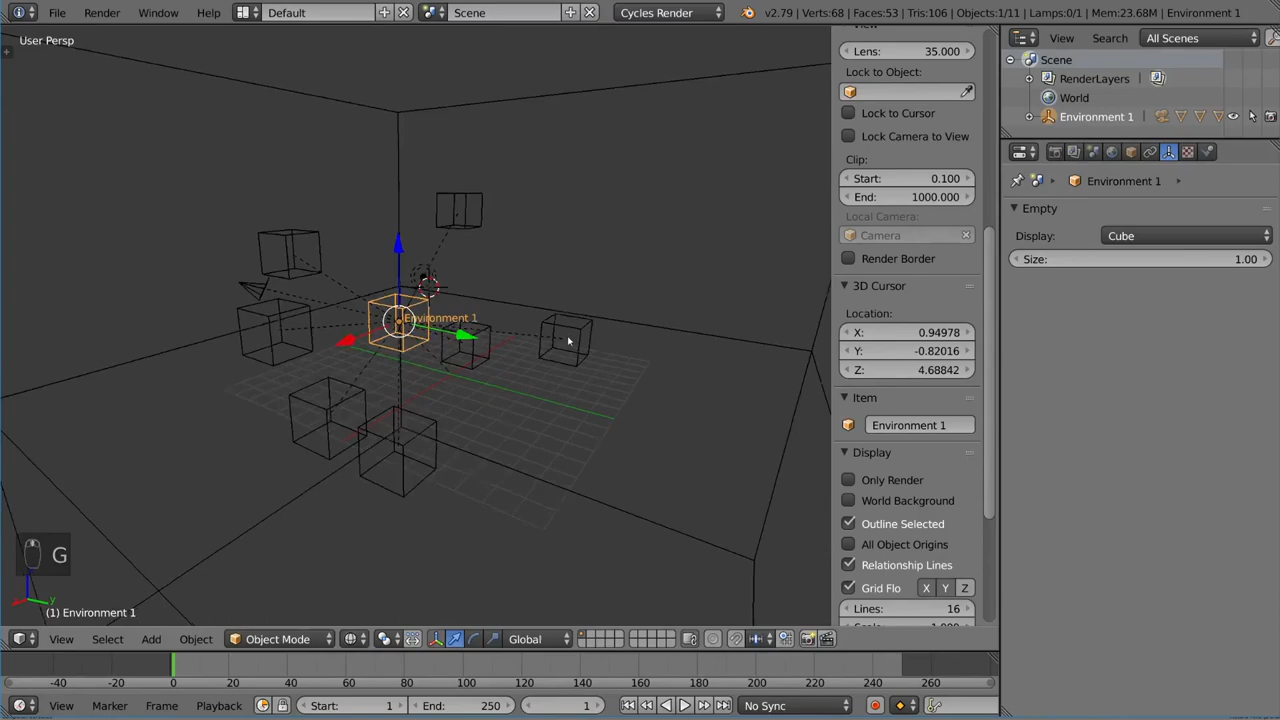 File Render Window Help Default Scene Cycles Render v2.79 | Verts:68 | Faces:53 | Tris:106 | Objects:1/11 | Lamps:0/1 | Mem:23.68M | Environment 1
User Persp
(1) Environment 1
Environment 1
G
View Select Add Object Object Mode Global
Lens: 35.000
Lock to Object:
Lock to Cursor
Lock Camera to View
Clip:
Start: 0.100
End: 1000.000
Local Camera:
Camera
Render Border
3D Cursor
Location:
X: 0.94978
Y: -0.82016
Z: 4.68842
Item
Environment 1
Display
Only Render
World Background
Outline Selected
All Object Origins
Relationship Lines
Grid Flo X Y Z
Lines: 16
View Search All Scenes
Scene
RenderLayers |
World
Environment 1 |
Environment 1
Empty
Display: Cube
Size: 1.00
-40 -20 0 20 40 60 80 100 120 140 160 180 200 220 240 260
View Marker Frame Playback Start: 1 End: 250 1 No Sync